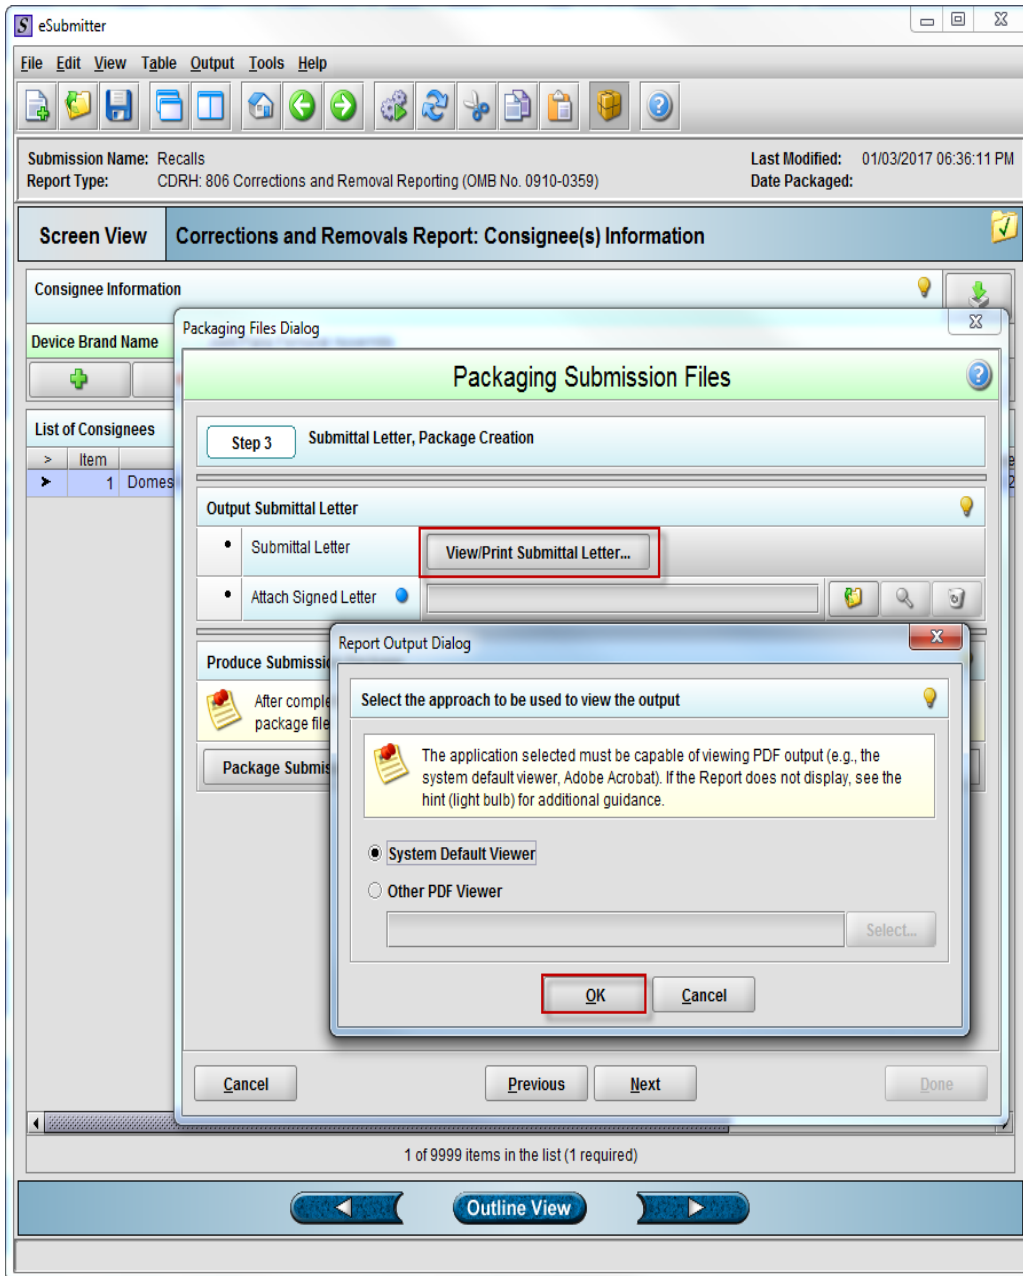 S eSubmitter
File Edit View Table Output Tools Help
Submission Name: Recalls
Last Modified: 01/03/2017 06:36:11 PM
Report Type: CDRH: 806 Corrections and Removal Reporting (OMB No. 0910-0359)
Date Packaged:
Screen View
Corrections and Removals Report: Consignee(s) Information
Consignee Information
Packaging Files Dialog
Device Brand Name
Packaging Submission Files
List of Consignees
Step 3
Submittal Letter, Package Creation
> Item
1 Domes
Output Submittal Letter
• Submittal Letter
View/Print Submittal Letter...
• Attach Signed Letter
Report Output Dialog
Produce Submissi
After comple
package file
Package Submis
Select the approach to be used to view the output
The application selected must be capable of viewing PDF output (e.g., the
system default viewer, Adobe Acrobat). If the Report does not display, see the
hint (light bulb) for additional guidance.
System Default Viewer
Other PDF Viewer
Select...
OK Cancel
Cancel Previous Next Done
1 of 9999 items in the list (1 required)
Outline View